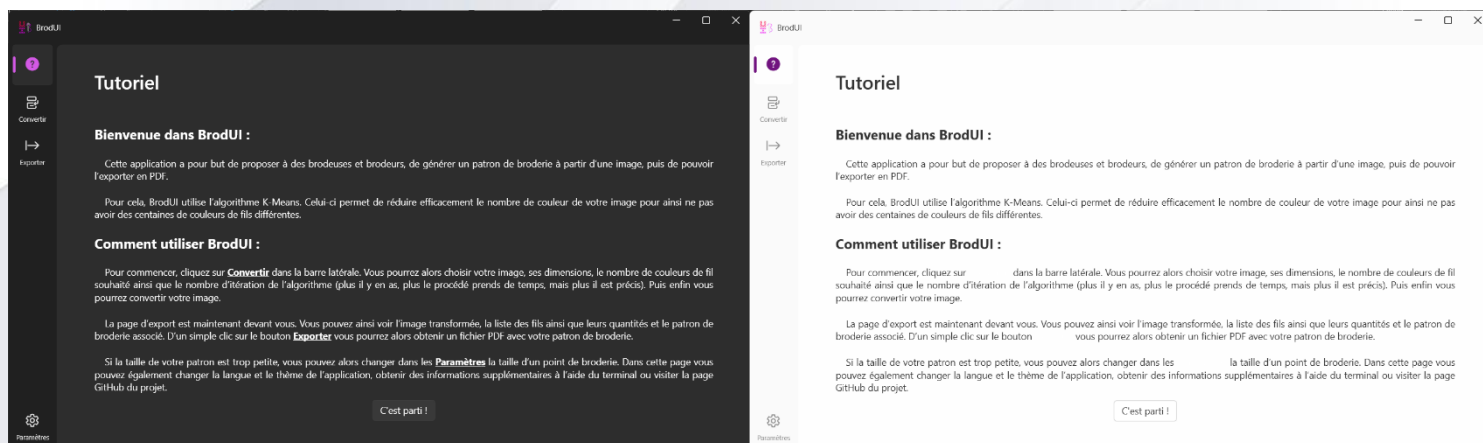 BrodUI
Tutoriel
Convertir
Exporter
Bienvenue dans BrodUI :
Cette application a pour but de proposer à des brodeuses et brodeurs, de générer un patron de broderie à partir d'une image, puis de pouvoir
l'exporter en PDF.
Pour cela, BrodUI utilise l'algorithme K-Means. Celui-ci permet de réduire efficacement le nombre de couleur de votre image pour ainsi ne pas
avoir des centaines de couleurs de fils différentes.
Comment utiliser BrodUI :
Pour commencer, cliquez sur Convertir dans la barre latérale. Vous pourrez alors choisir votre image, ses dimensions, le nombre de couleurs de fil
souhaité ainsi que le nombre d'itération de l'algorithme (plus il y en as, plus le procédé prends de temps, mais plus il est précis). Puis enfin vous
pourrez convertir votre image.
La page d'export est maintenant devant vous. Vous pouvez ainsi voir l'image transformée, la liste des fils ainsi que leurs quantités et le patron de
broderie associé. D'un simple clic sur le bouton Exporter vous pourrez alors obtenir un fichier PDF avec votre patron de broderie.
Si la taille de votre patron est trop petite, vous pouvez alors changer dans les Paramètres la taille d'un point de broderie. Dans cette page vous
pouvez également changer la langue et le thème de l'application, obtenir des informations supplémentaires à l'aide du terminal ou visiter la page
GitHub du projet.
C'est parti !
Paramètres
BrodUI
Tutoriel
Convertir
Exporter
Bienvenue dans BrodUI :
Cette application a pour but de proposer à des brodeuses et brodeurs, de générer un patron de broderie à partir d'une image, puis de pouvoir
l'exporter en PDF.
Pour cela, BrodUI utilise l'algorithme K-Means. Celui-ci permet de réduire efficacement le nombre de couleur de votre image pour ainsi ne pas
avoir des centaines de couleurs de fils différentes.
Comment utiliser BrodUI :
Pour commencer, cliquez sur dans la barre latérale. Vous pourrez alors choisir votre image, ses dimensions, le nombre de couleurs de fil
souhaité ainsi que le nombre d'itération de l'algorithme (plus il y en as, plus le procédé prends de temps, mais plus il est précis). Puis enfin vous
pourrez convertir votre image.
La page d'export est maintenant devant vous. Vous pouvez ainsi voir l'image transformée, la liste des fils ainsi que leurs quantités et le patron de
broderie associé. D'un simple clic sur le bouton vous pourrez alors obtenir un fichier PDF avec votre patron de broderie.
Si la taille de votre patron est trop petite, vous pouvez alors changer dans les la taille d'un point de broderie. Dans cette page vous
pouvez également changer la langue et le thème de l'application, obtenir des informations supplémentaires à l'aide du terminal ou visiter la page
GitHub du projet.
C'est parti !
Paramètres